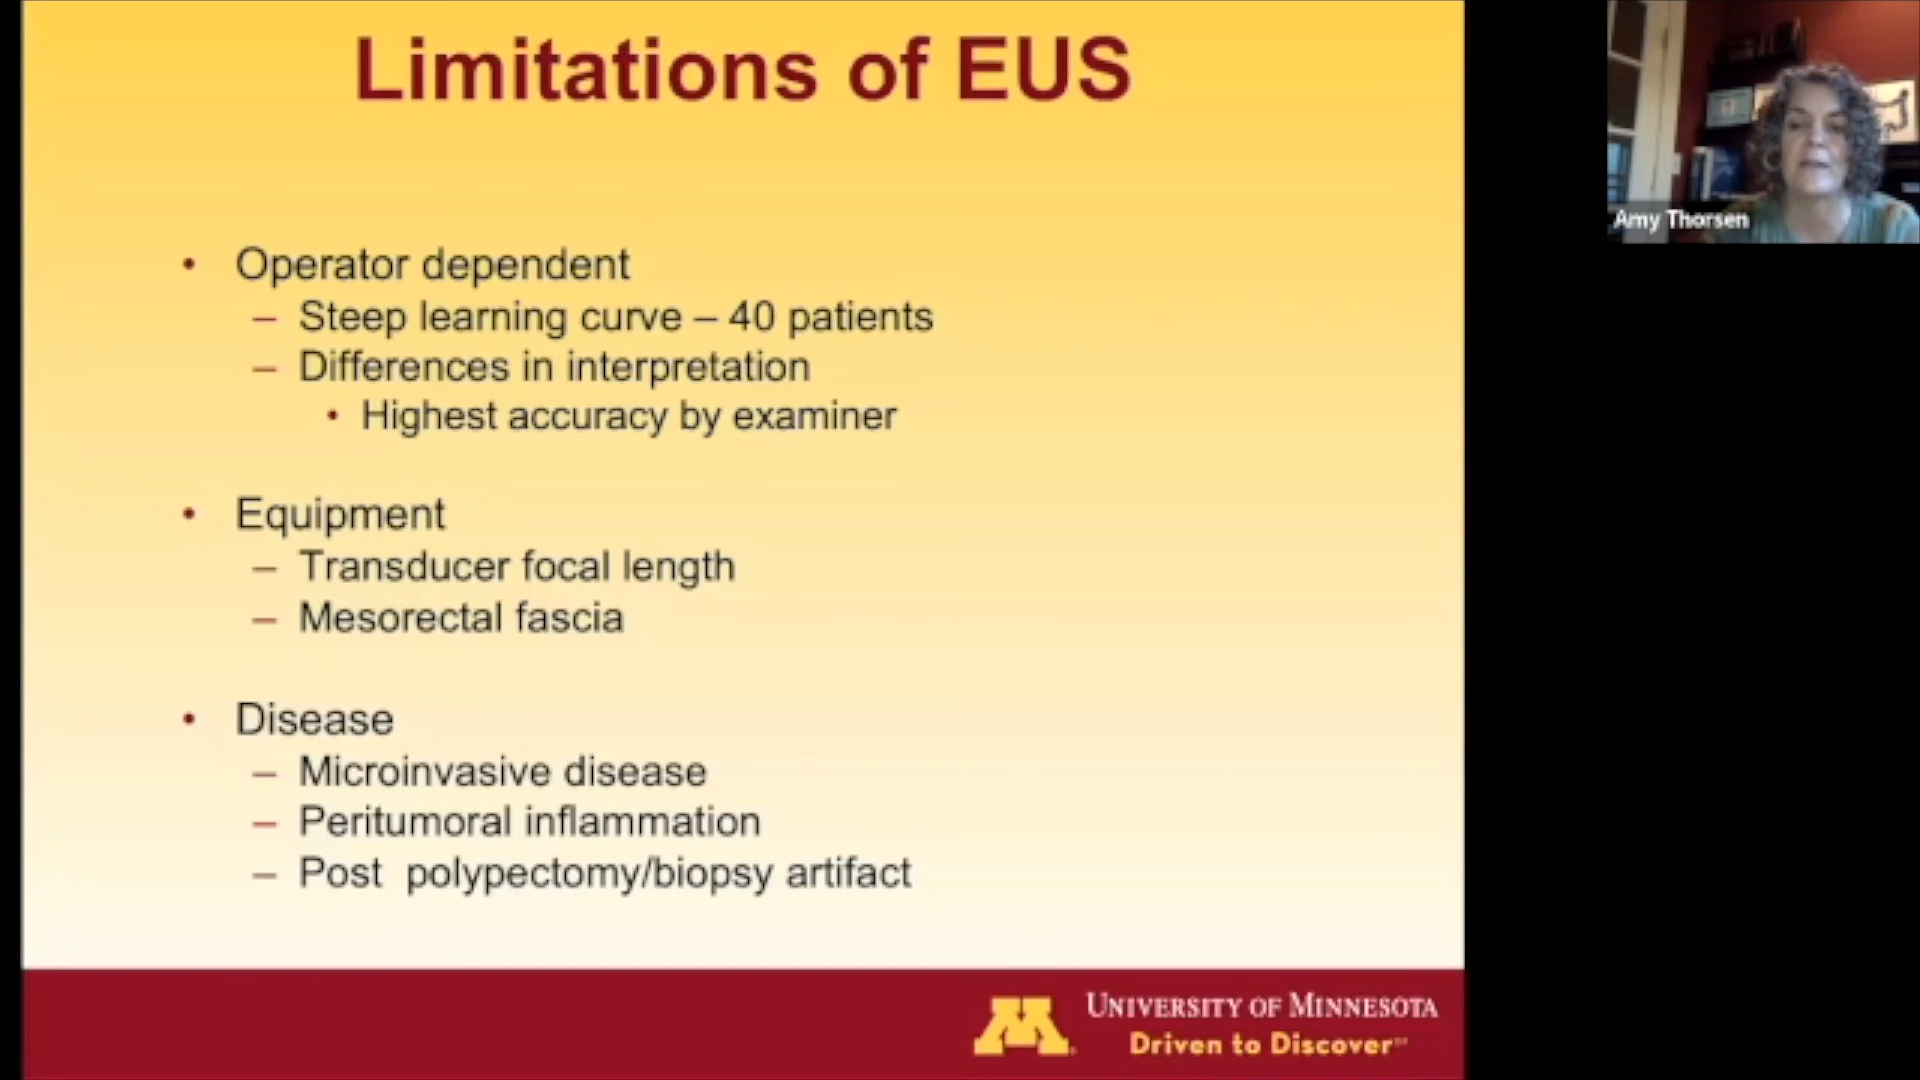 Limitations of EUS
Amy Thorsen
• Operator dependent
– Steep learning curve – 40 patients
– Differences in interpretation
• Highest accuracy by examiner
• Equipment
– Transducer focal length
– Mesorectal fascia
• Disease
– Microinvasive disease
– Peritumoral inflammation
– Post polypectomy/biopsy artifact
M
UNIVERSITY OF MINNESOTA
Driven to Discover℠